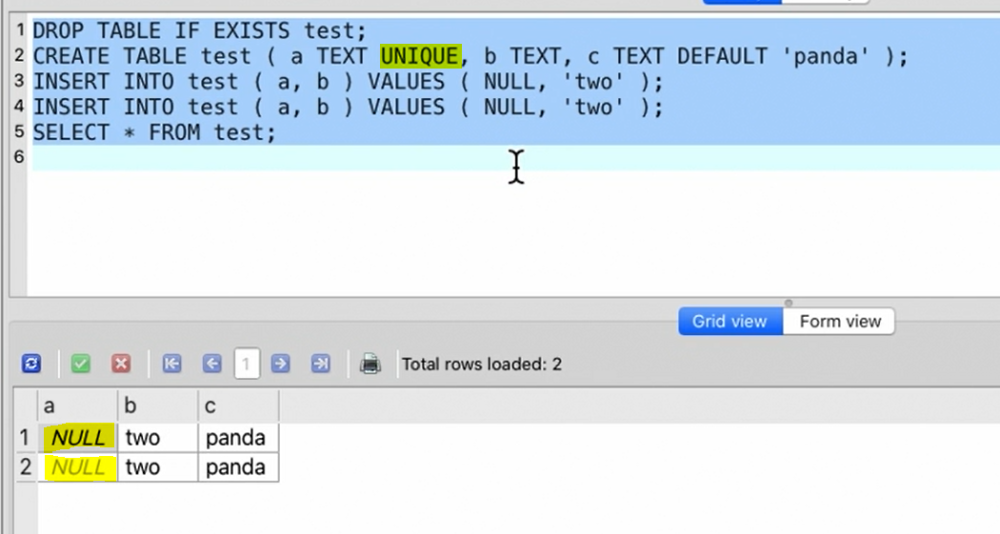 1 DROP TABLE IF EXISTS test;
2 CREATE TABLE test ( a TEXT UNIQUE, b TEXT, c TEXT DEFAULT 'panda' );
3 INSERT INTO test ( a, b ) VALUES ( NULL, 'two' );
4 INSERT INTO test ( a, b ) VALUES ( NULL, 'two' );
5 SELECT * FROM test;
6
Grid view Form view
1 Total rows loaded: 2
a b c
1 NULL two panda
2 NULL two panda